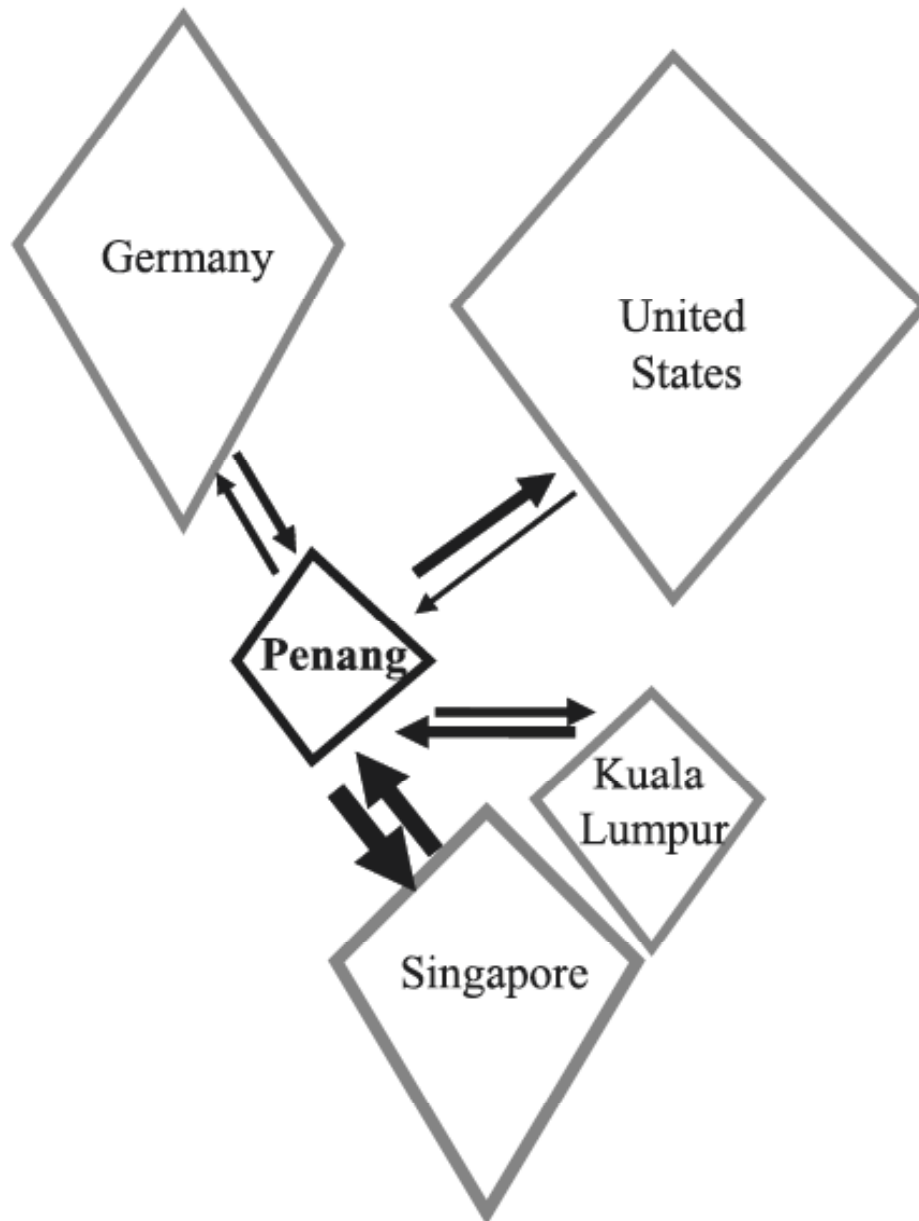 Germany
United
States
Penang
Kuala
Lumpur
Singapore